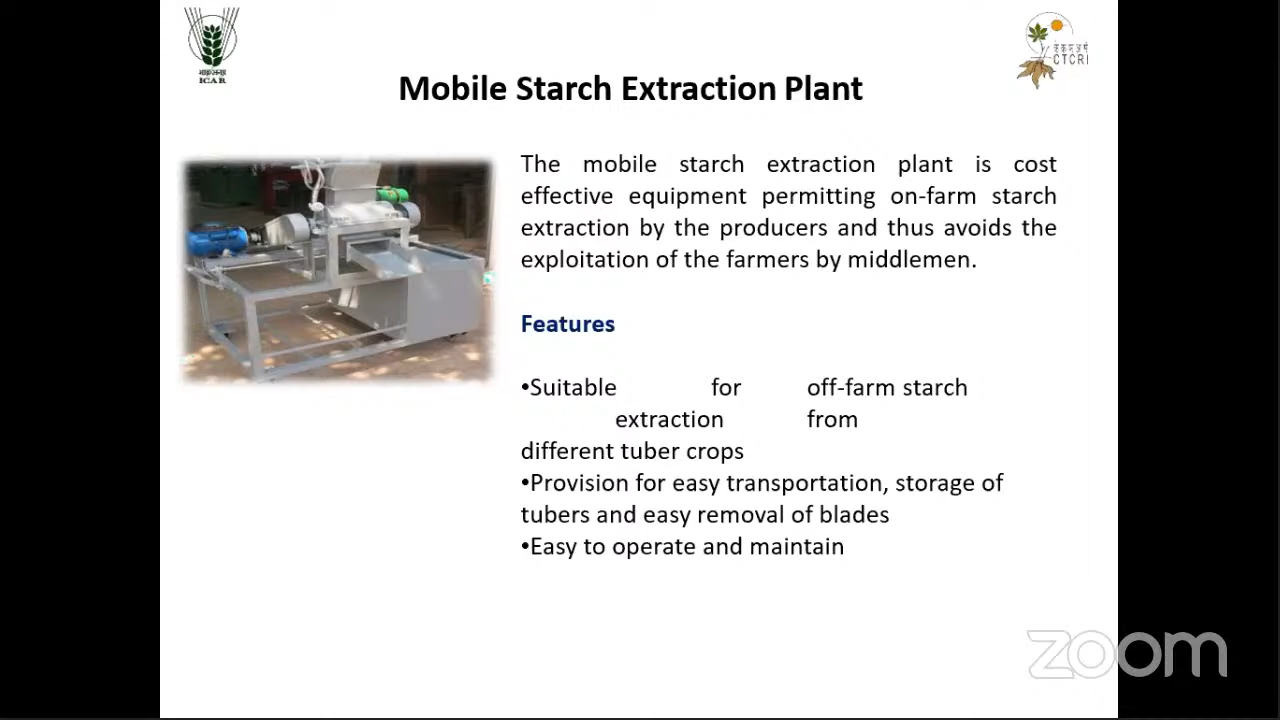 ICAR
CTCRI
Mobile Starch Extraction Plant
The mobile starch extraction plant is cost
effective equipment permitting on-farm starch
extraction by the producers and thus avoids the
exploitation of the farmers by middlemen.
Features
•Suitable for off-farm starch
extraction from
different tuber crops
•Provision for easy transportation, storage of
tubers and easy removal of blades
•Easy to operate and maintain
zoom